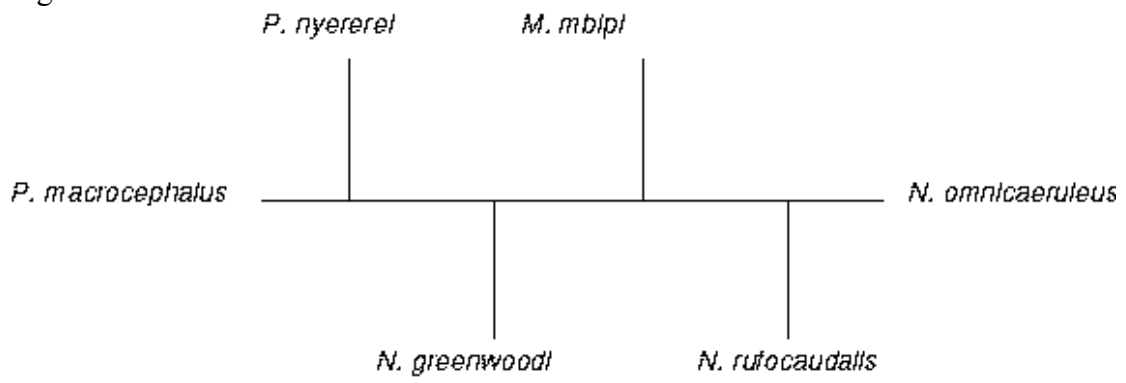 P. nyererei
M. mbipi
P. macrocephalus
N. omnicaeruleus
N. greenwoodi
N. rufocaudalis